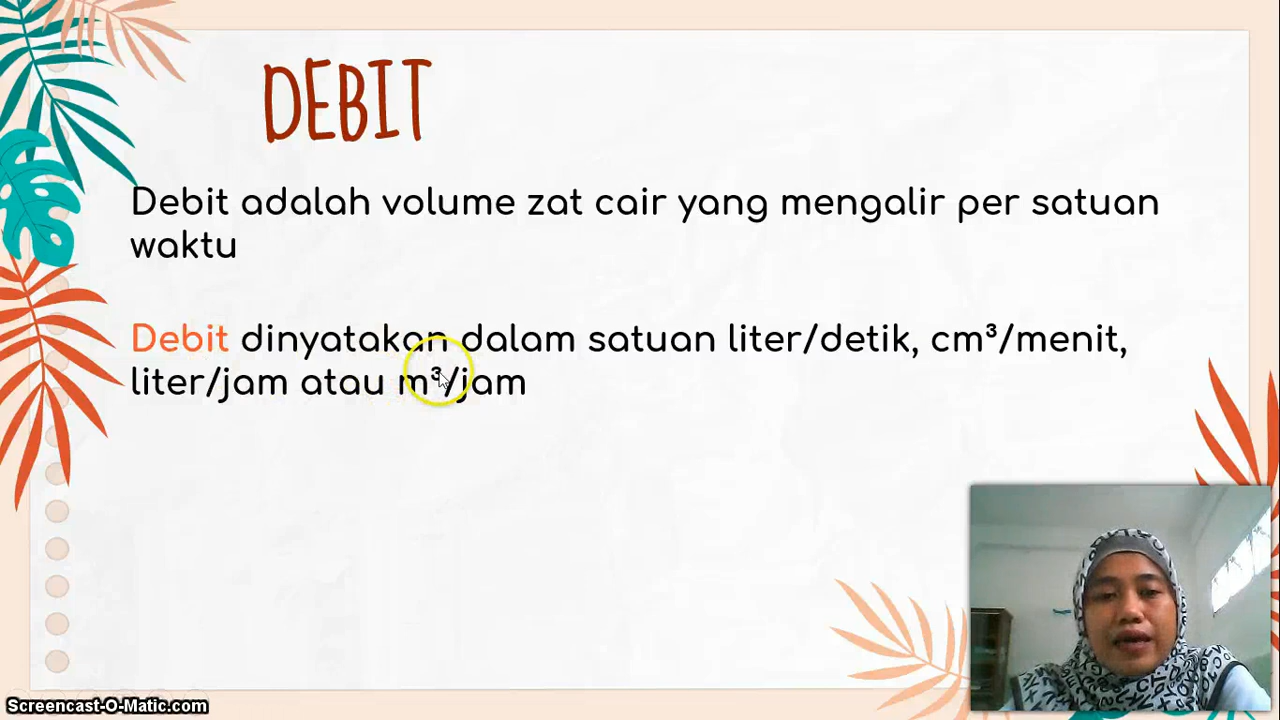 DEBIT
Debit adalah volume zat cair yang mengalir per satuan
waktu
Debit dinyatakan dalam satuan liter/detik, cm³/menit,
liter/jam atau m³/jam
Screencast-O-Matic.com